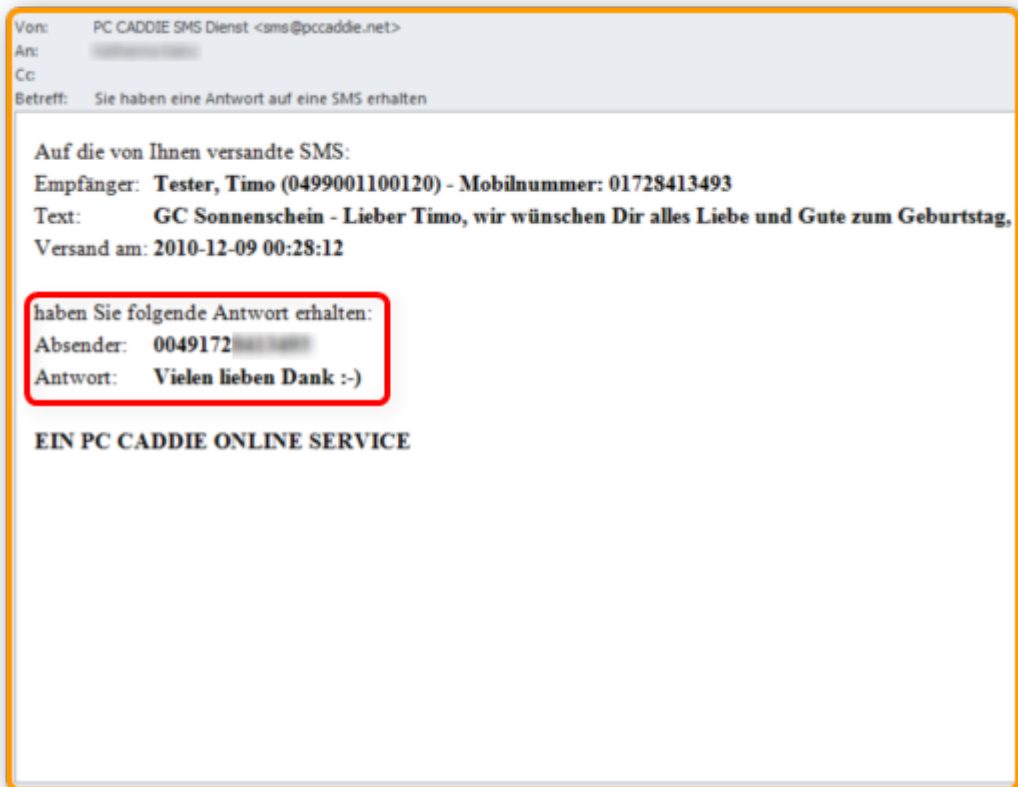 Von: PC CADDIE SMS Dienst <sms@pccaddie.net>
An:
Cc
Betreff: Sie haben eine Antwort auf eine SMS erhalten
Auf die von Ihnen versandte SMS:
Empfänger: Tester, Timo (0499001100120) - Mobilnummer: 01728413493
Text: GC Sonnenschein - Lieber Timo, wir wünschen Dir alles Liebe und Gute zum Geburtstag,
Versand am: 2010-12-09 00:28:12
haben Sie folgende Antwort erhalten:
Absender: 0049172
Antwort: Vielen lieben Dank :-)
EIN PC CADDIE ONLINE SERVICE